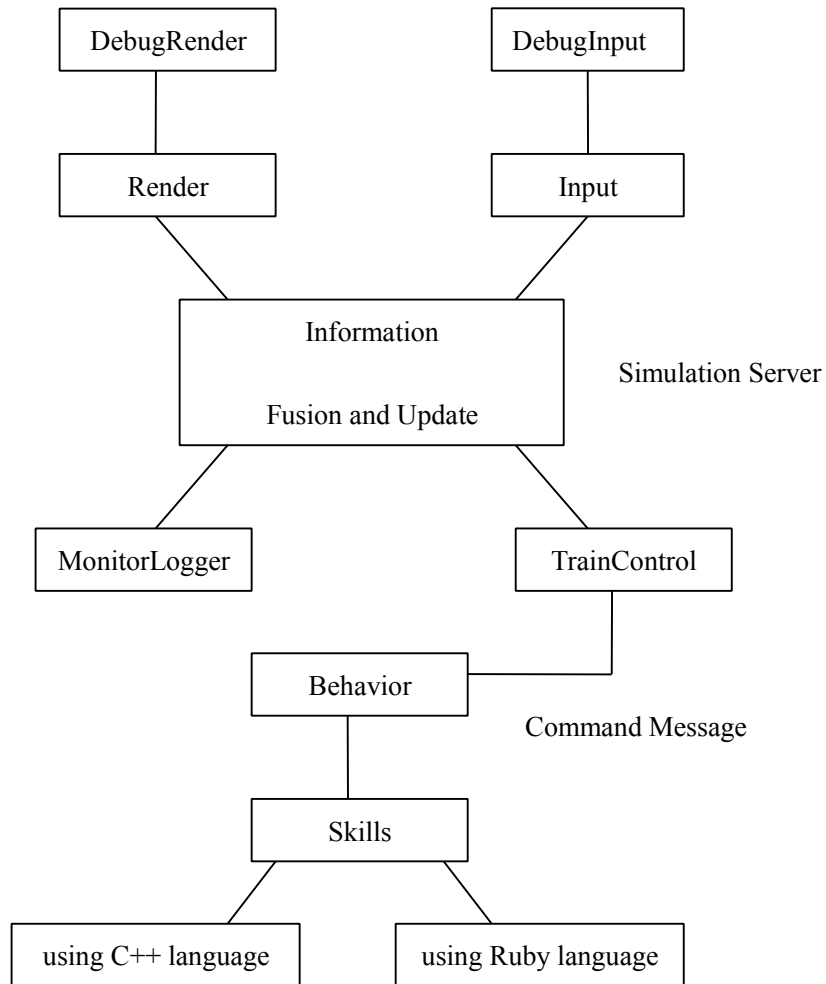 DebugRender
DebugInput
Render
Input
Information
Simulation Server
Fusion and Update
MonitorLogger
TrainControl
Behavior
Command Message
Skills
using C++ language
using Ruby language